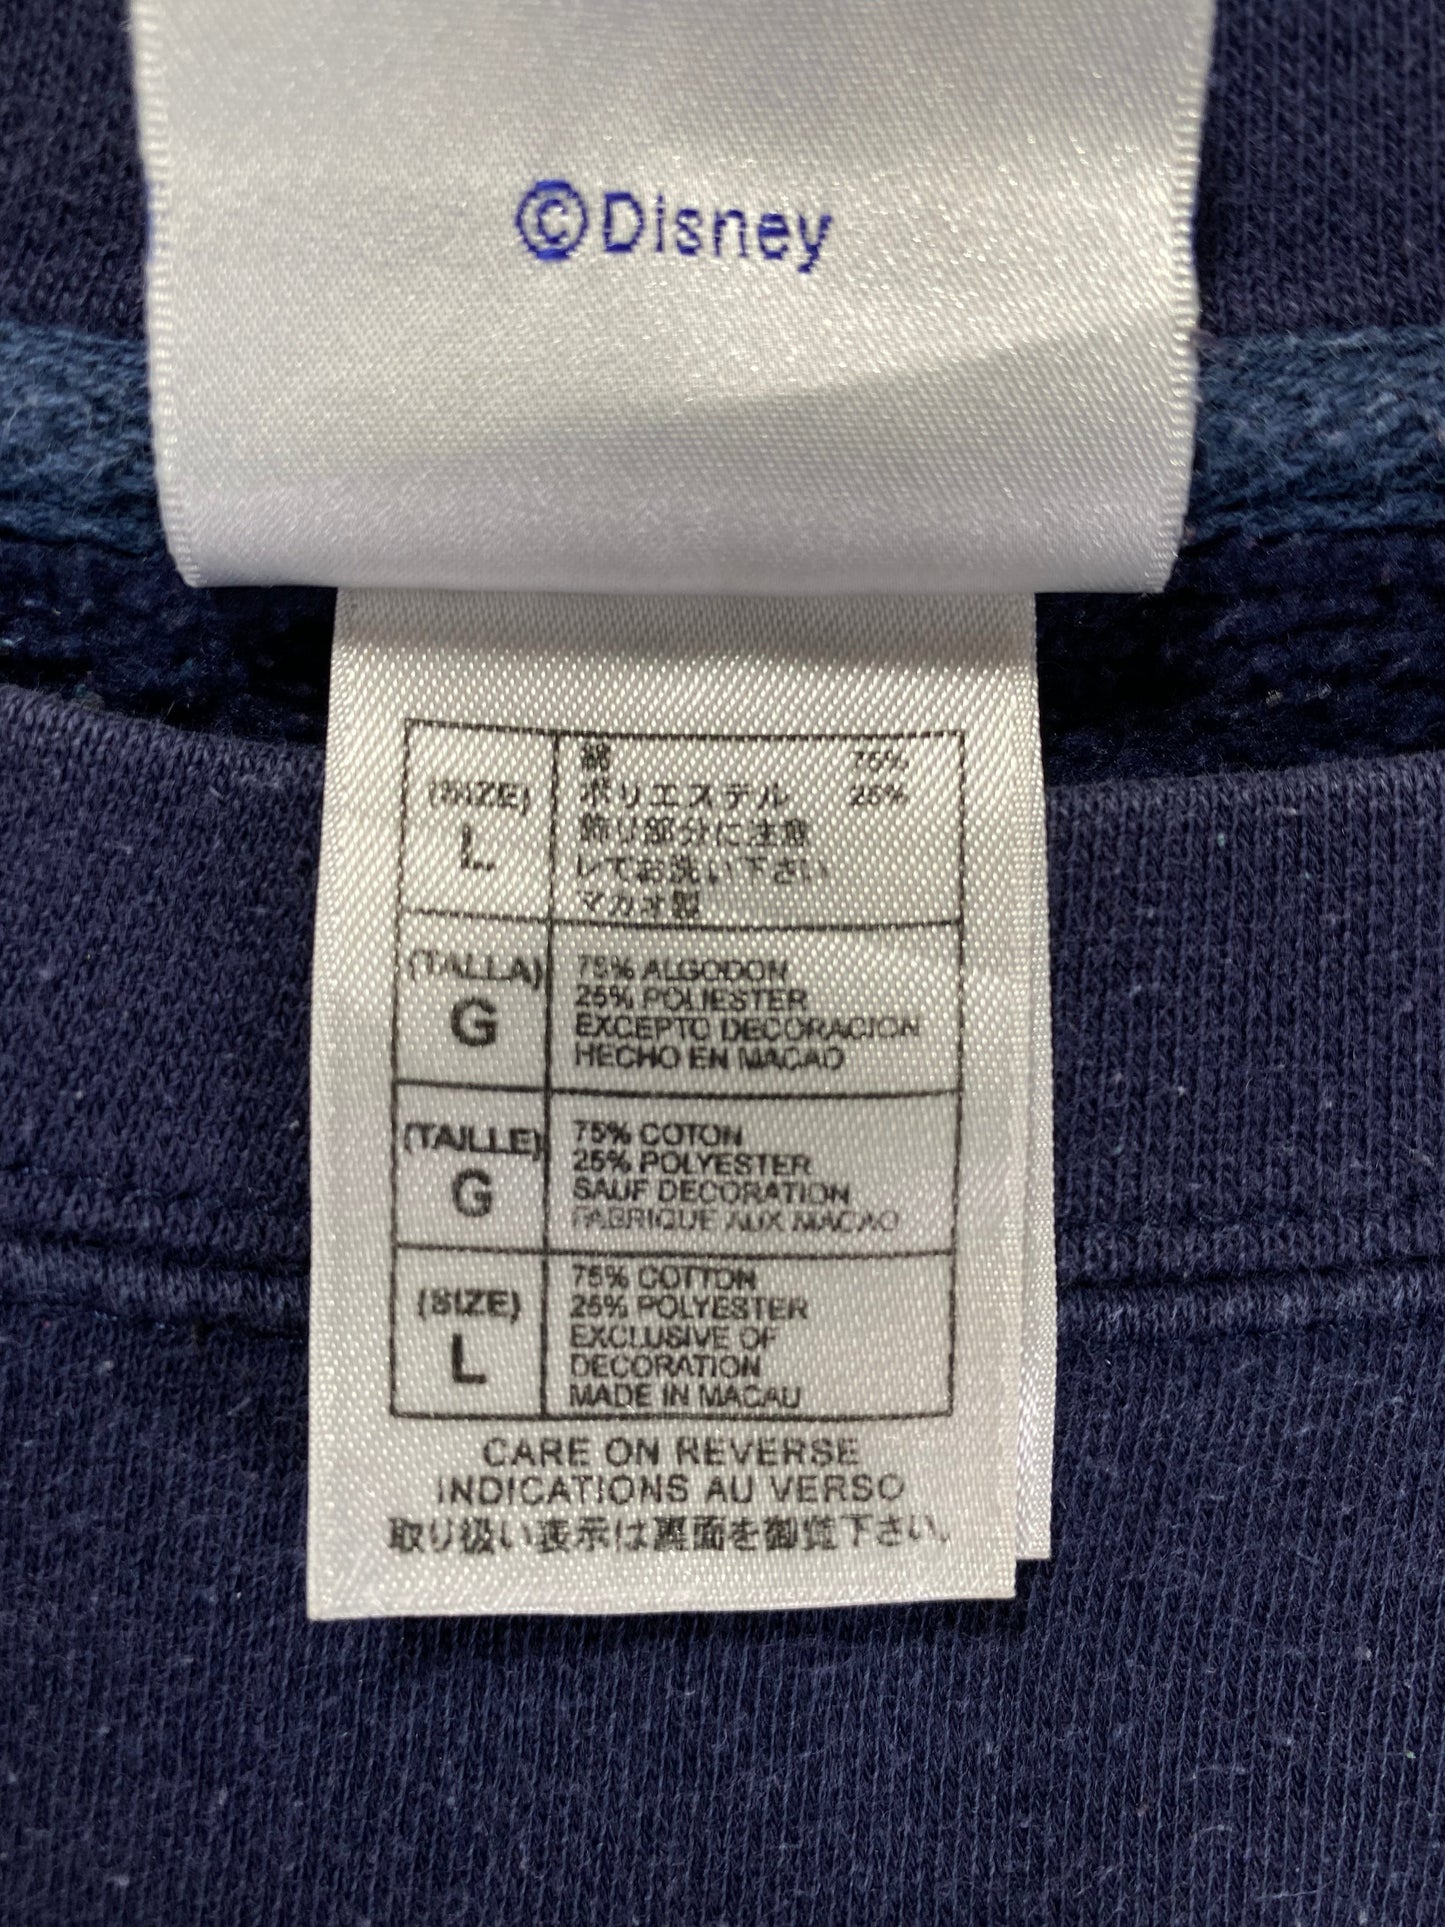 ©Disney
(SIZE)
L
綿 75%
ポリエステル 25%
飾り部分に注意
してお洗い下さい
マカオ製
(TALLA)
G
75% ALGODON
25% POLIESTER
EXCEPTO DECORACION
HECHO EN MACAO
(TAILLE)
G
75% COTON
25% POLYESTER
SAUF DECORATION
FABRIQUE AUX MACAO
(SIZE)
L
75% COTTON
25% POLYESTER
EXCLUSIVE OF
DECORATION
MADE IN MACAU
CARE ON REVERSE
INDICATIONS AU VERSO
取り扱い表示は裏面を御覧下さい。